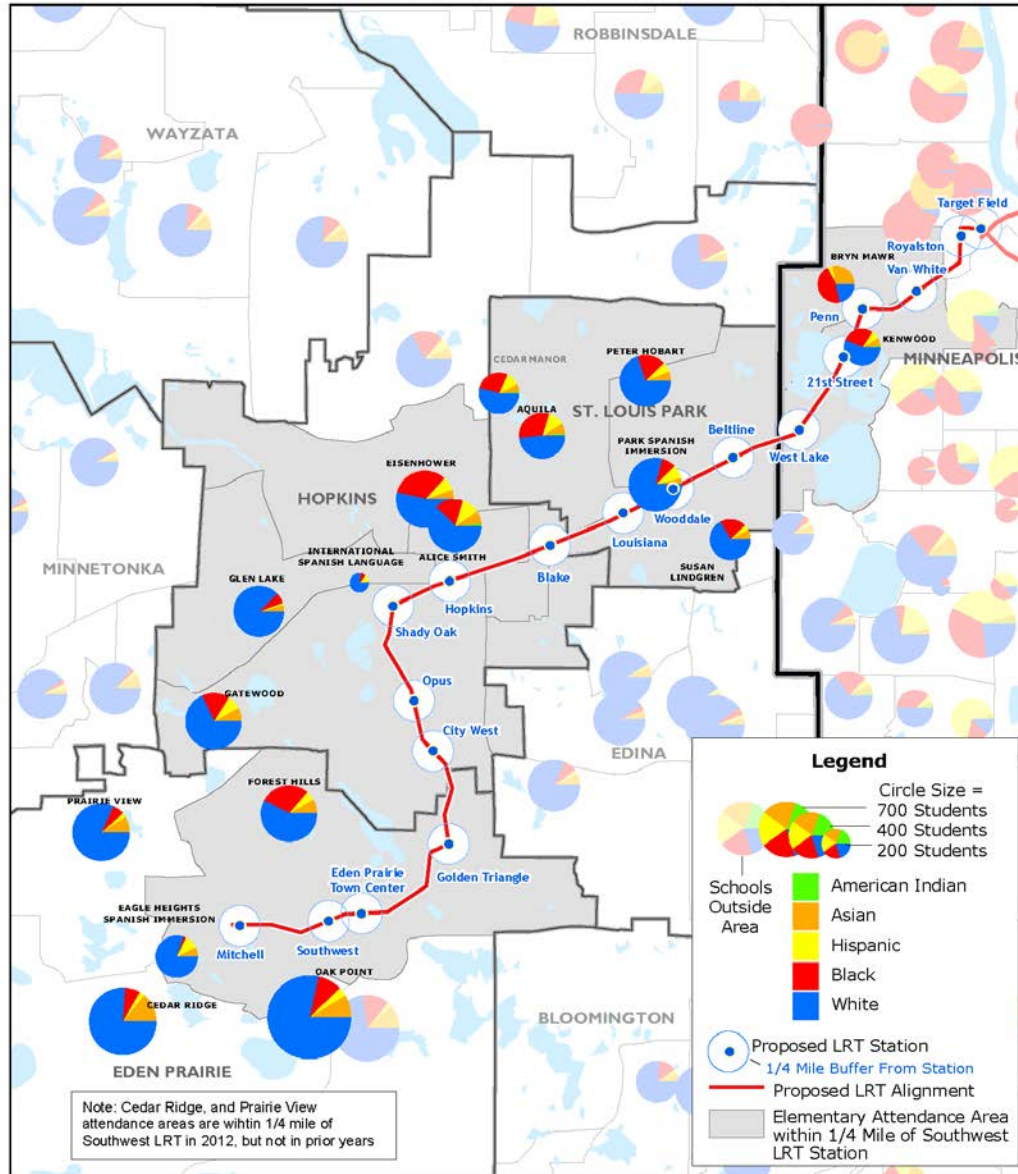 ROBBINSDALE
WAYZATA
Target Field
Royalston
BRYN MAWR
Van White
Penn
KENWOOD
MINNEAPOLIS
21st Street
CEDAR MANOR
PETER HOBART
AQUILA
ST. LOUIS PARK
Beltline
West Lake
PARK SPANISH
IMMERSION
EISENHOWER
HOPKINS
Wooddale
Louisiana
INTERNATIONAL
SPANISH LANGUAGE
ALICE SMITH
Blake
SUSAN
LINDGREN
MINNETONKA
GLEN LAKE
Hopkins
Shady Oak
Opus
GATEWOOD
City West
EDINA
FOREST HILLS
PRAIRIE VIEW
Golden Triangle
Eden Prairie
Town Center
EAGLE HEIGHTS
SPANISH IMMERSION
Mitchell
Southwest
OAK POINT
CEDAR RIDGE
BLOOMINGTON
EDEN PRAIRIE
Note: Cedar Ridge, and Prairie View
attendance areas are wihtin 1/4 mile of
Southwest LRT in 2012, but not in prior years
Legend
Circle Size =
700 Students
400 Students
200 Students
Schools
Outside
Area
American Indian
Asian
Hispanic
Black
White
Proposed LRT Station
1/4 Mile Buffer From Station
Proposed LRT Alignment
Elementary Attendance Area
within 1/4 Mile of Southwest
LRT Station